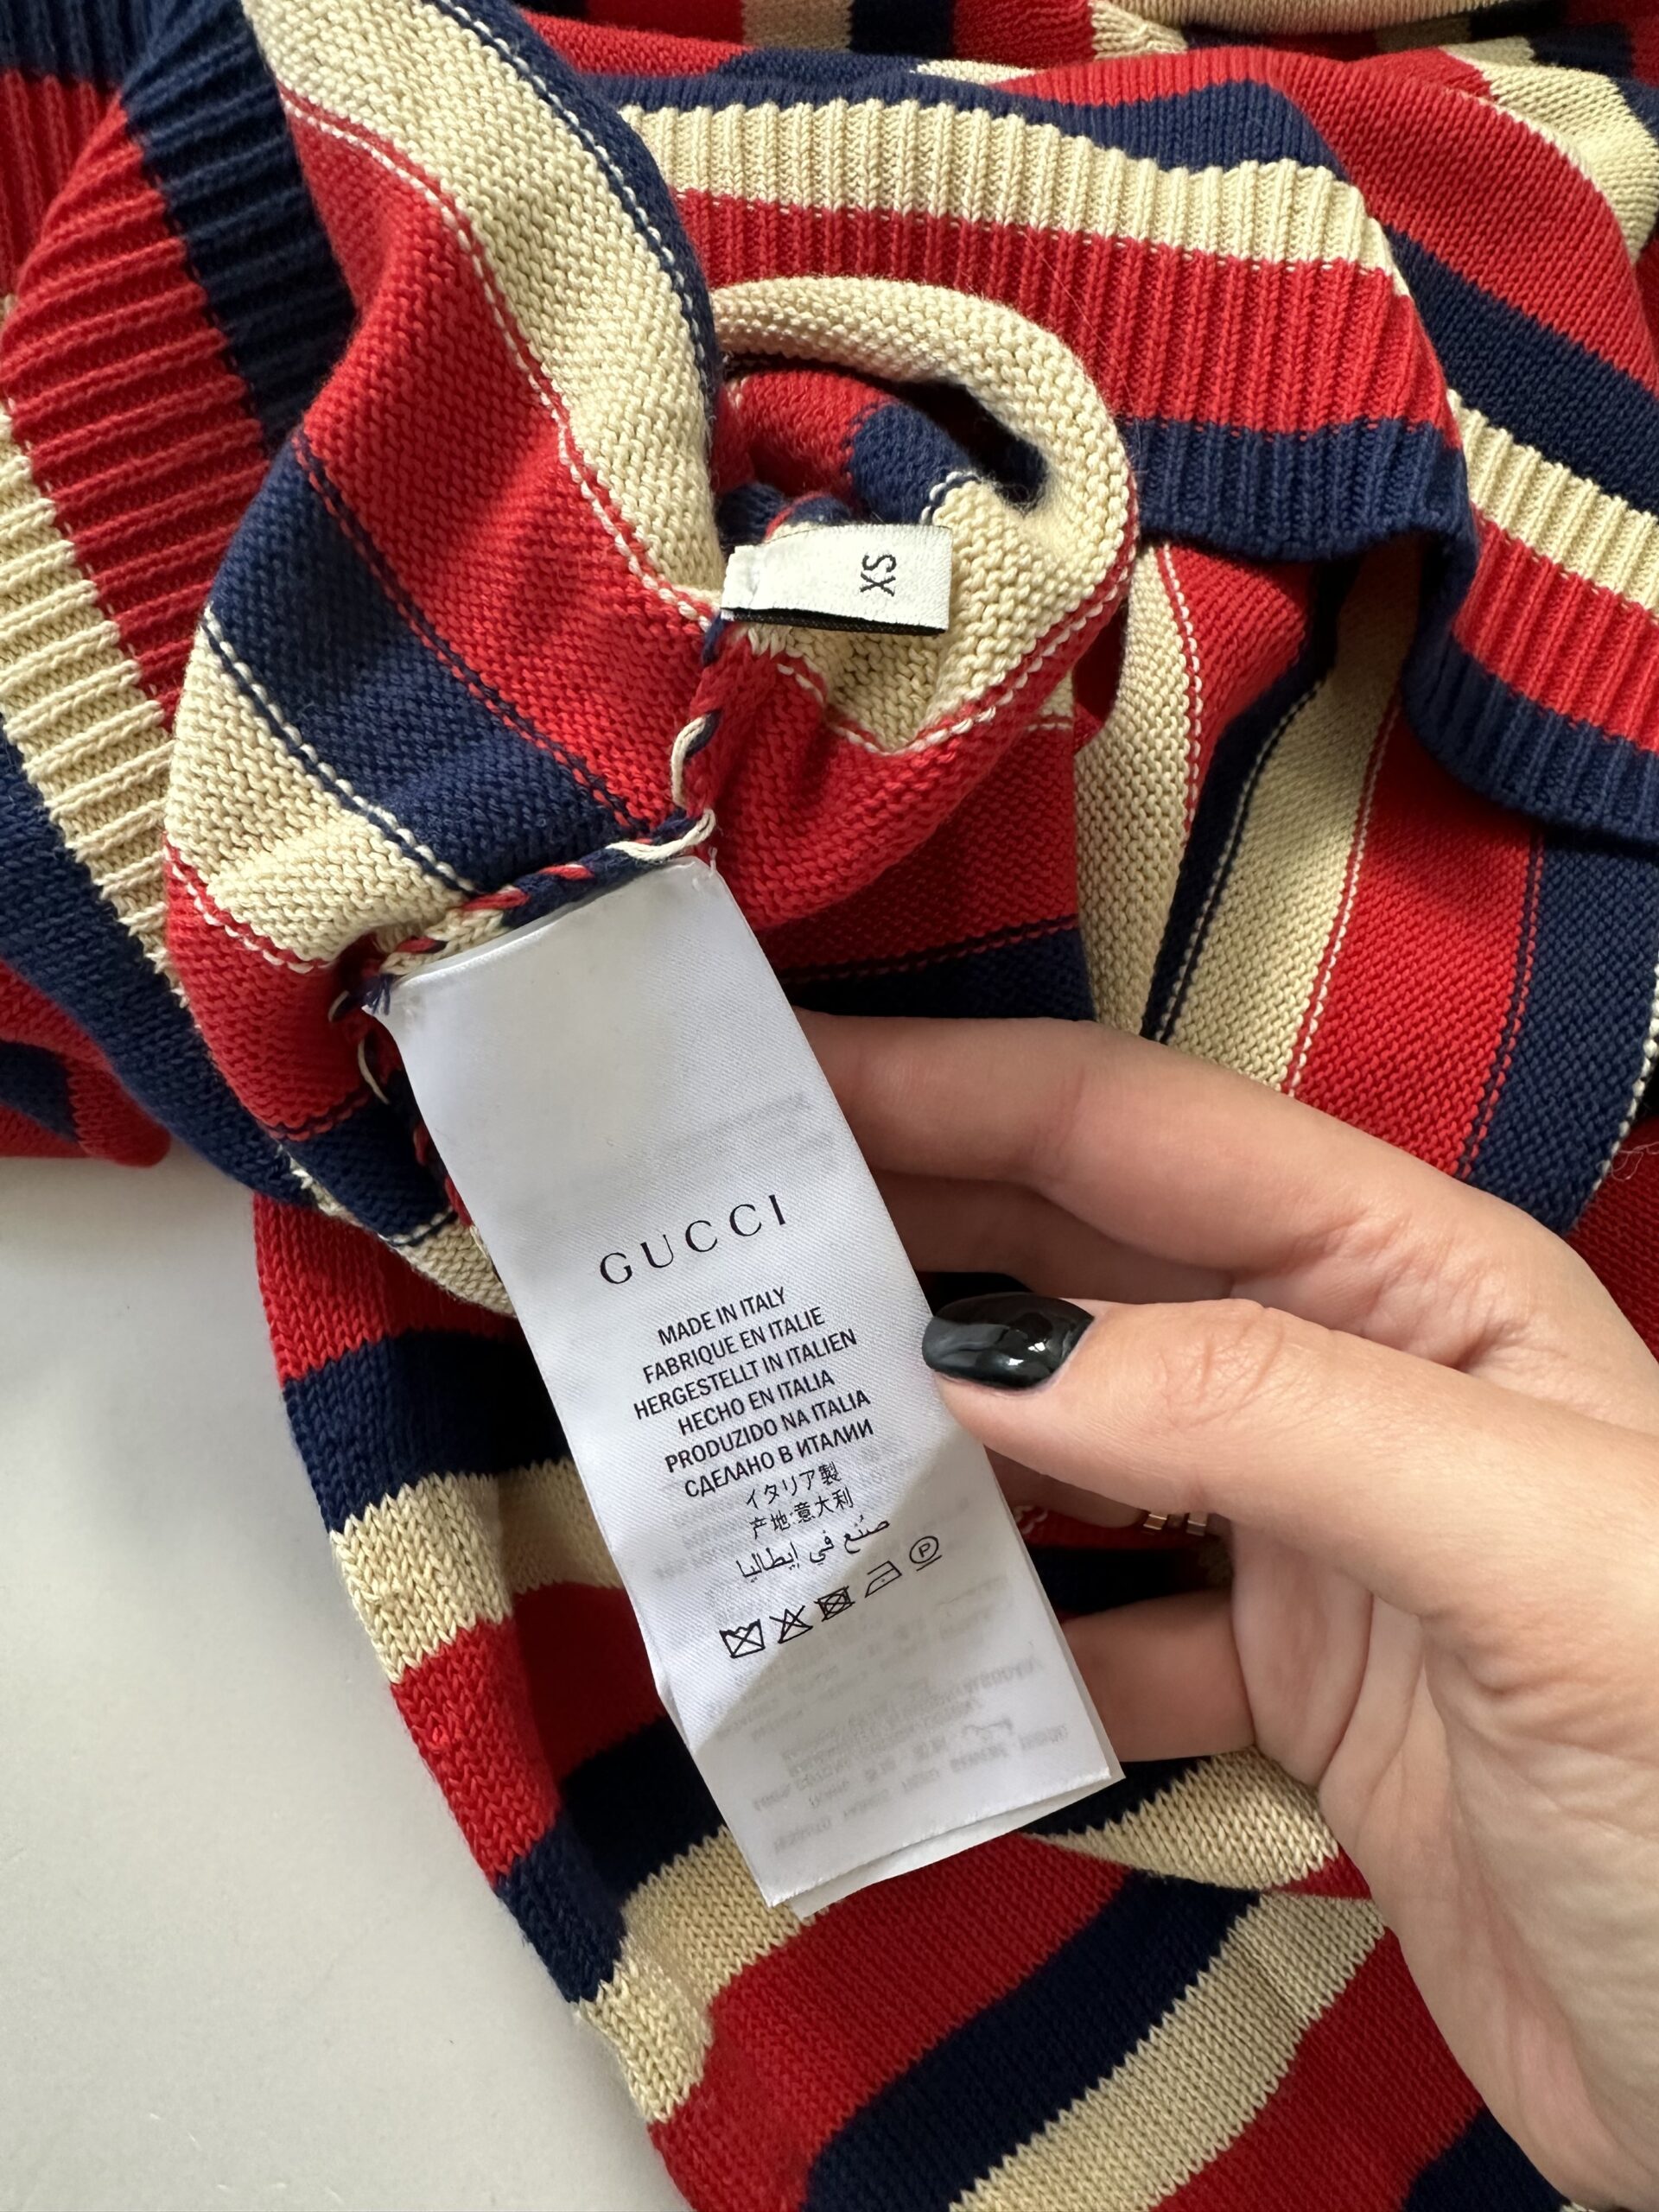 XS
GUCCI
MADE IN ITALY
FABRIQUE EN ITALIE
HERGESTELLT IN ITALIEN
HECHO EN ITALIA
PRODUZIDO NA ITALIA
СДЕЛАНО В ИТАЛИИ
イタリア製
产地:意大利
صنع في إيطاليا
P